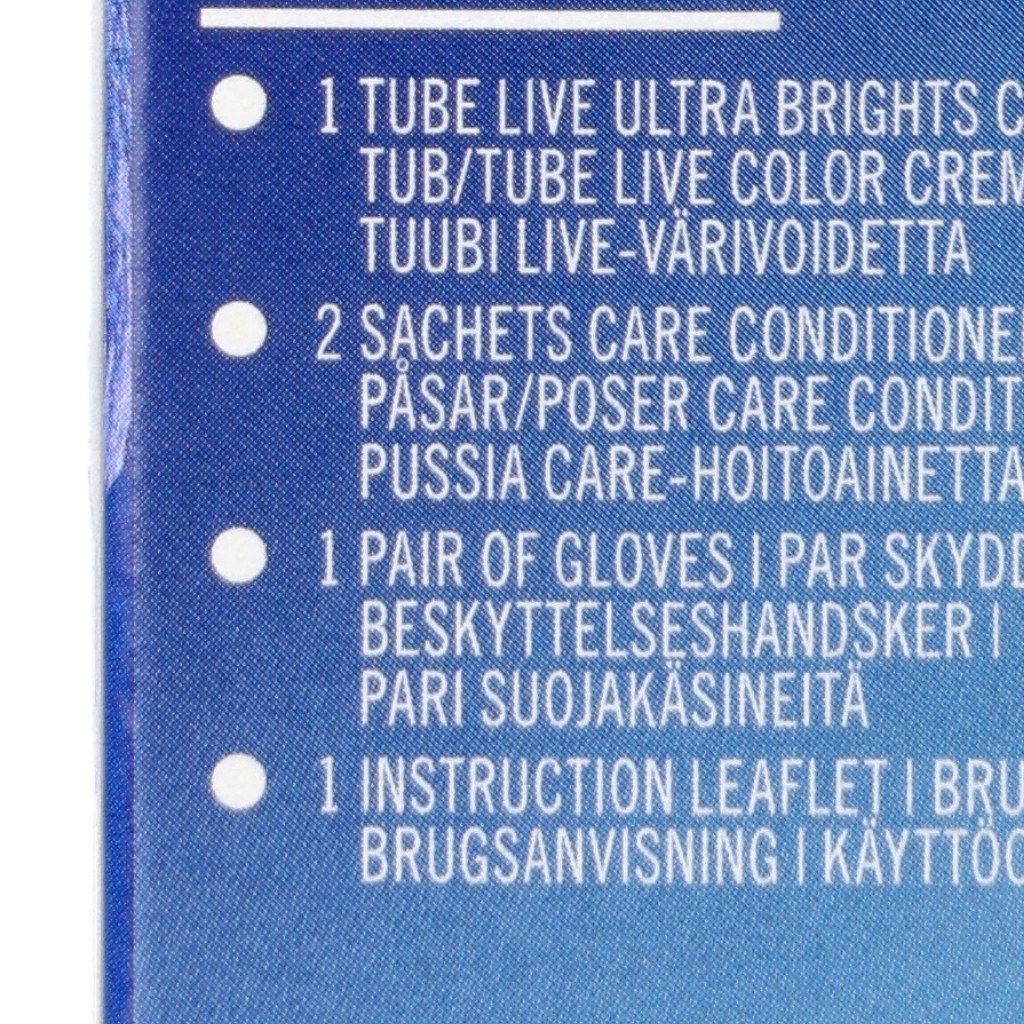 1 TUBE LIVE ULTRA BRIGHTS
TUB/TUBE LIVE COLOR
TUUBI LIVE-VÄRIVOIDETTA
2 SACHETS CARE
PÅSAR/POSER CARE
PUSSIA CARE-HOITOAINETTA
1 PAIR OF GLOVES | PAR
BESKYTTELSESHANDSKER |
PARI SUOJAKÄSINEITÄ
1 INSTRUCTION LEAFLET |
BRUGSANVISNING |